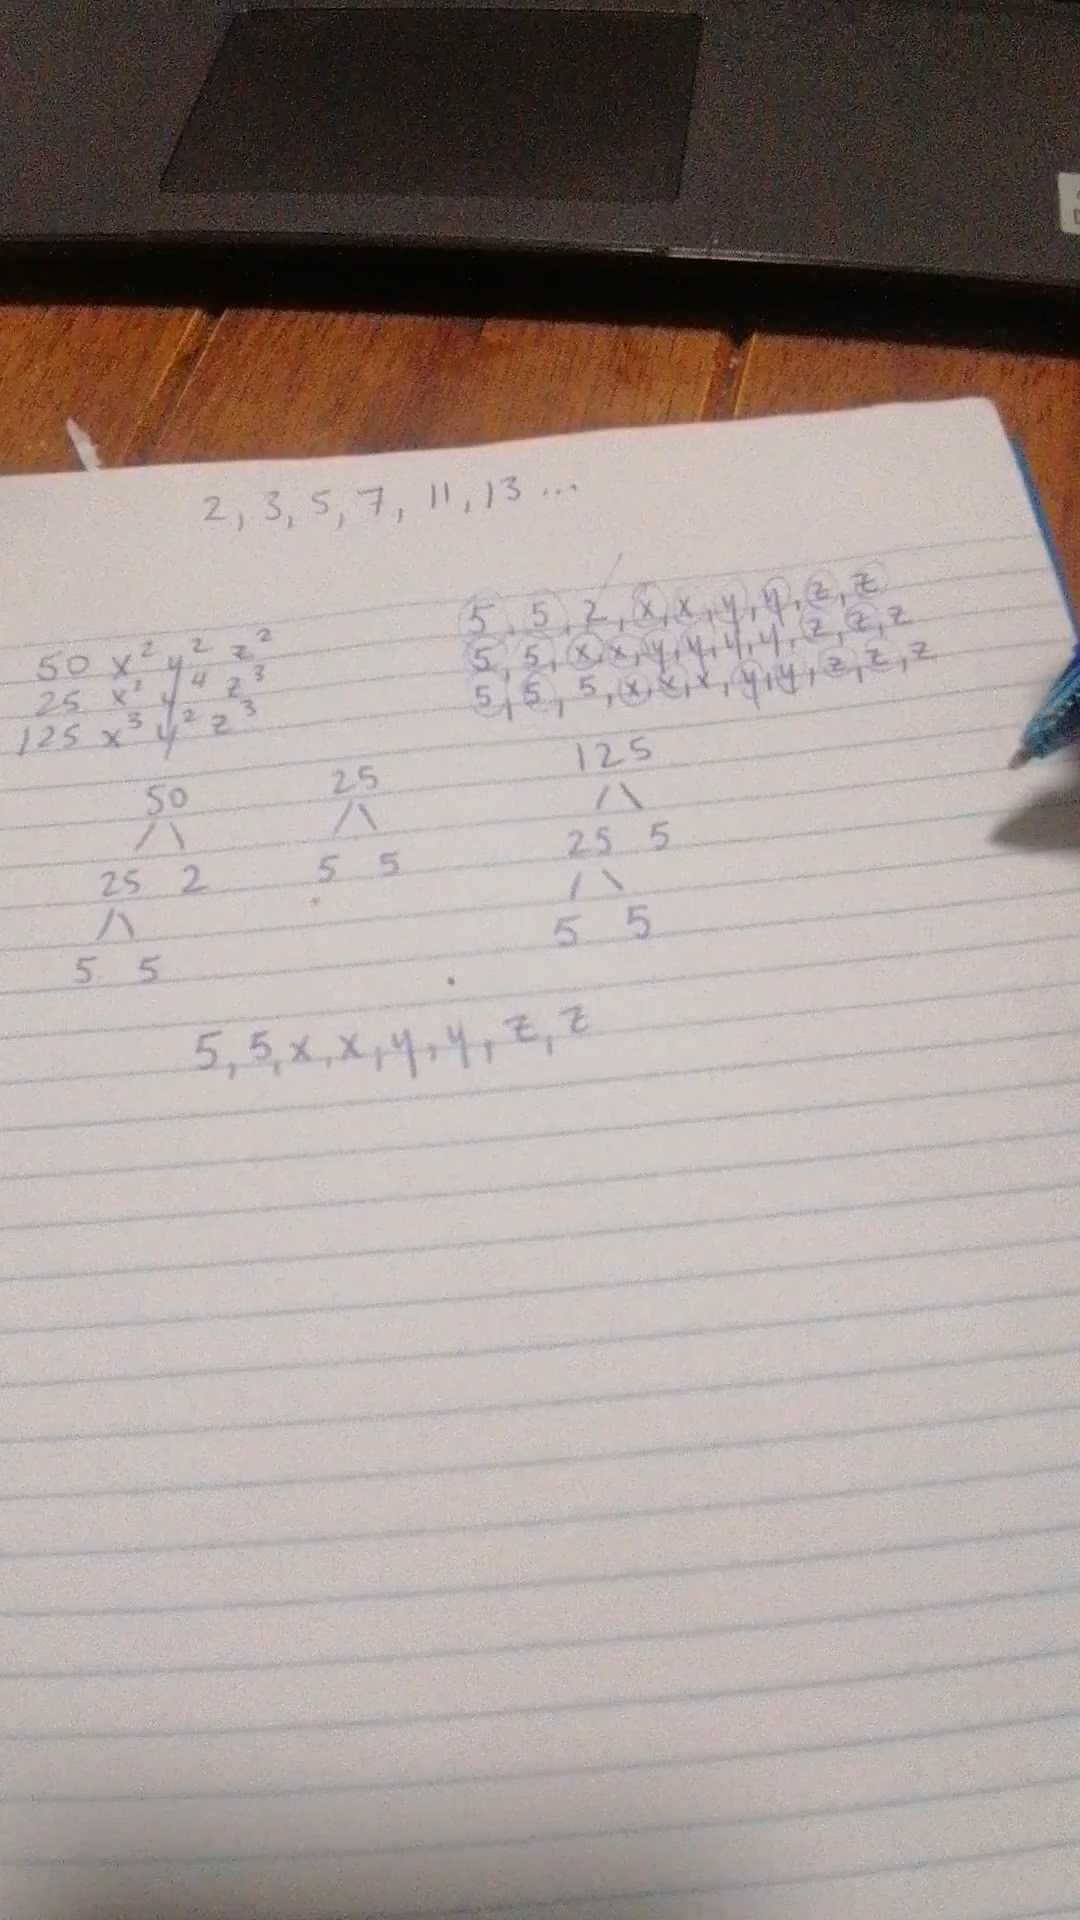 2, 3, 5, 7, 11, 13 ...
50 x² y² z²
25 x² y⁴ z³
125 x³ y² z³
5, 5, 2, x, x, y, y, z, z
5, 5, x, x, y, y, y, y, z, z, z
5, 5, 5, x, x, x, y, y, z, z, z
50 25 125
25 2 5 5 25 5
5 5 5 5
5, 5, x, x, y, y, z, z